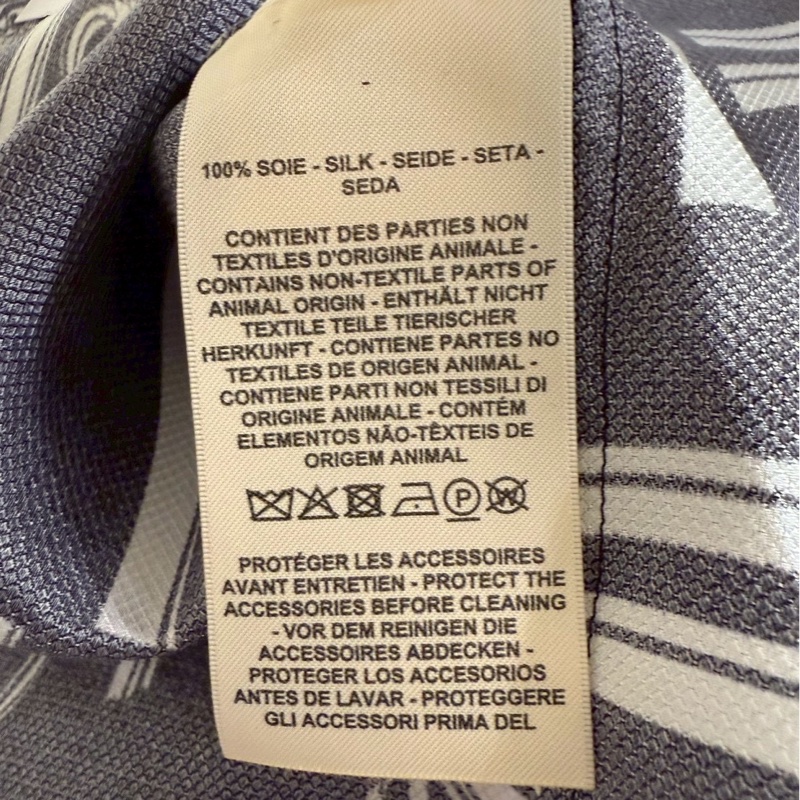 100% SOIE - SILK - SEIDE - SETA -
SEDA
CONTIENT DES PARTIES NON
TEXTILES D'ORIGINE ANIMALE -
CONTAINS NON-TEXTILE PARTS OF
ANIMAL ORIGIN - ENTHÄLT NICHT
TEXTILE TEILE TIERISCHER
HERKUNFT - CONTIENE PARTES NO
TEXTILES DE ORIGEN ANIMAL -
CONTIENE PARTI NON TESSILI DI
ORIGINE ANIMALE - CONTÉM
ELEMENTOS NÃO-TÊXTEIS DE
ORIGEM ANIMAL
P W
PROTÉGER LES ACCESSOIRES
AVANT ENTRETIEN - PROTECT THE
ACCESSORIES BEFORE CLEANING
- VOR DEM REINIGEN DIE
ACCESSOIRES ABDECKEN -
PROTEGER LOS ACCESORIOS
ANTES DE LAVAR - PROTEGGERE
GLI ACCESSORI PRIMA DEL